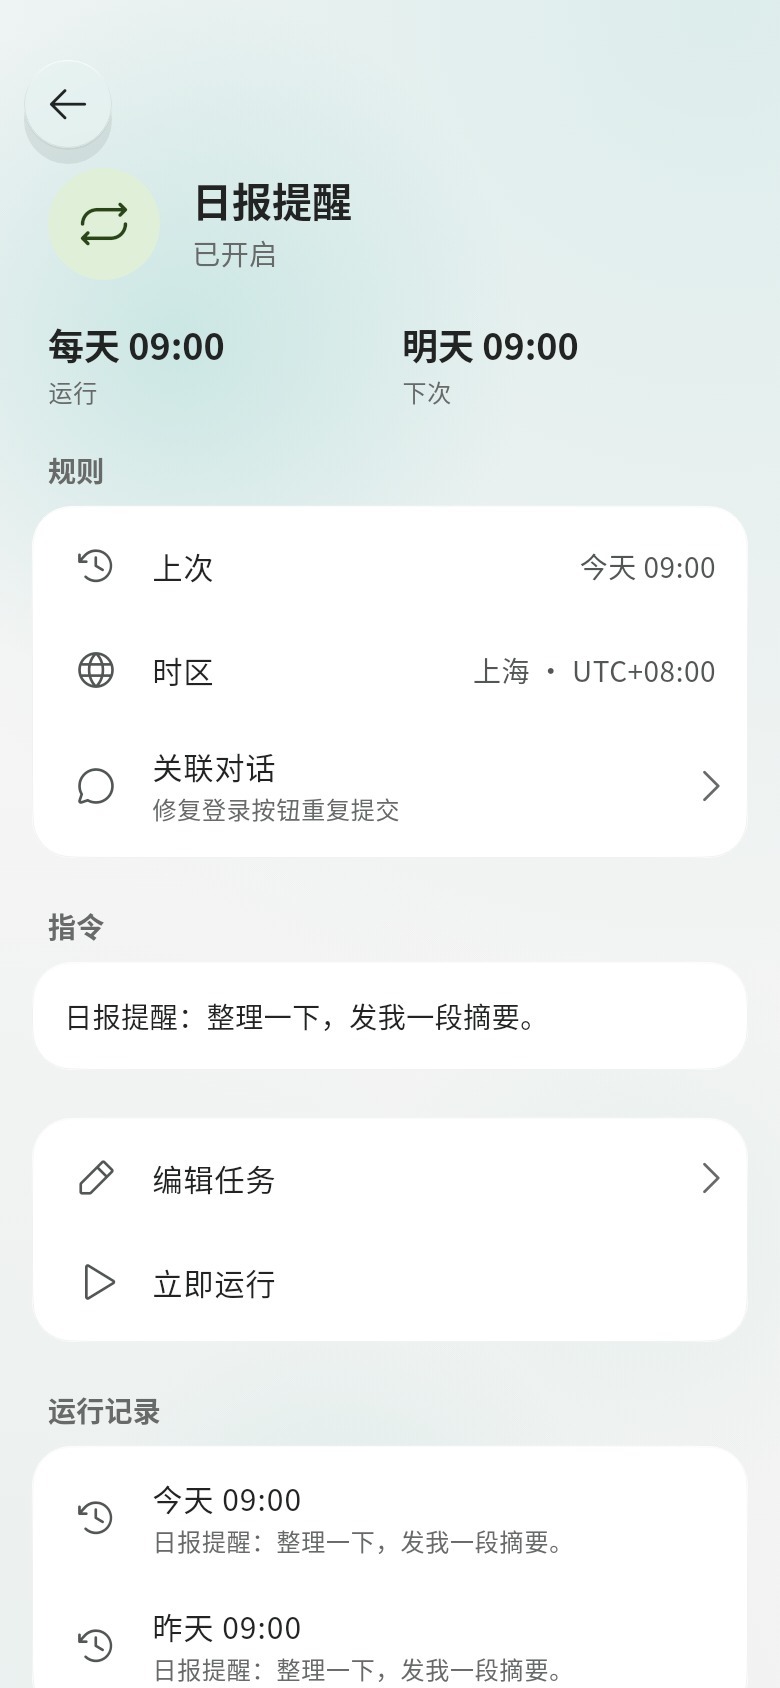 日报提醒
已开启
每天 09:00
明天 09:00
运行
下次
规则
上次
今天 09:00
时区
上海 · UTC+08:00
关联对话
修复登录按钮重复提交
指令
日报提醒：整理一下，发我一段摘要。
编辑任务
立即运行
运行记录
今天 09:00
日报提醒：整理一下，发我一段摘要。
昨天 09:00
日报提醒：整理一下，发我一段摘要。